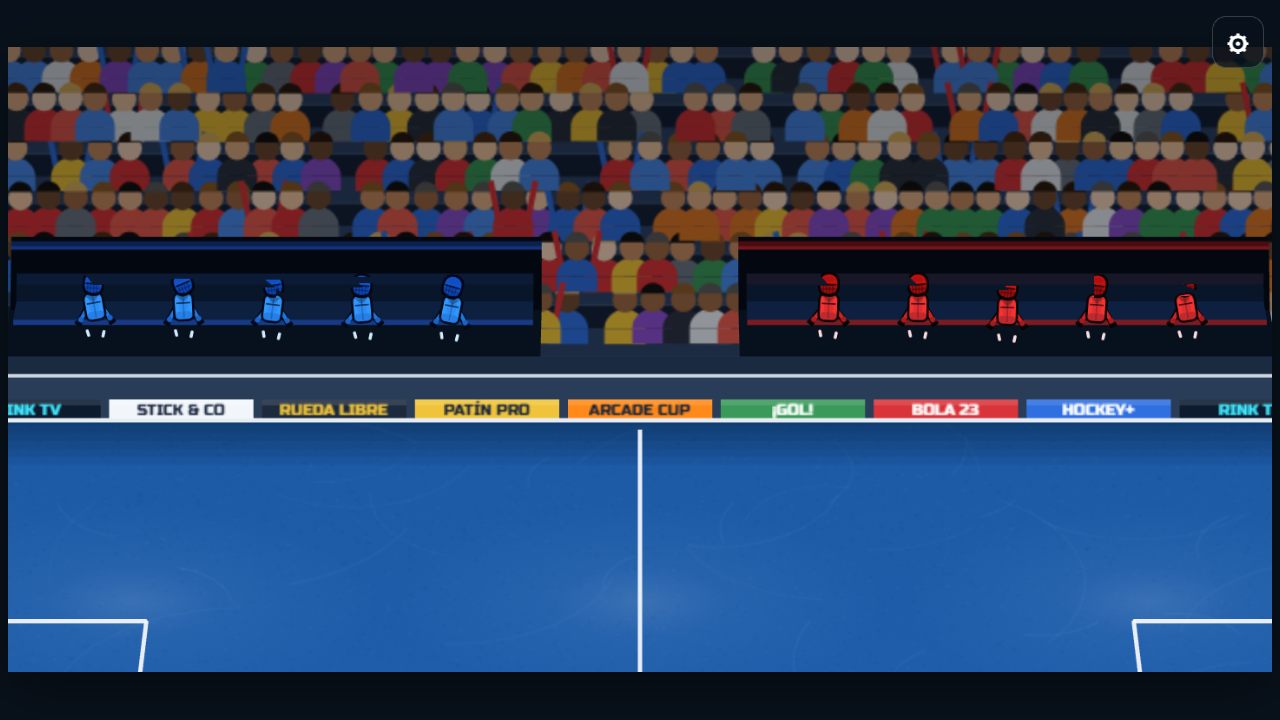 INK TV
STICK & CO
RUEDA LIBRE
PATÍN PRO
ARCADE CUP
¡GOL!
BOLA 23
HOCKEY+
RINK T